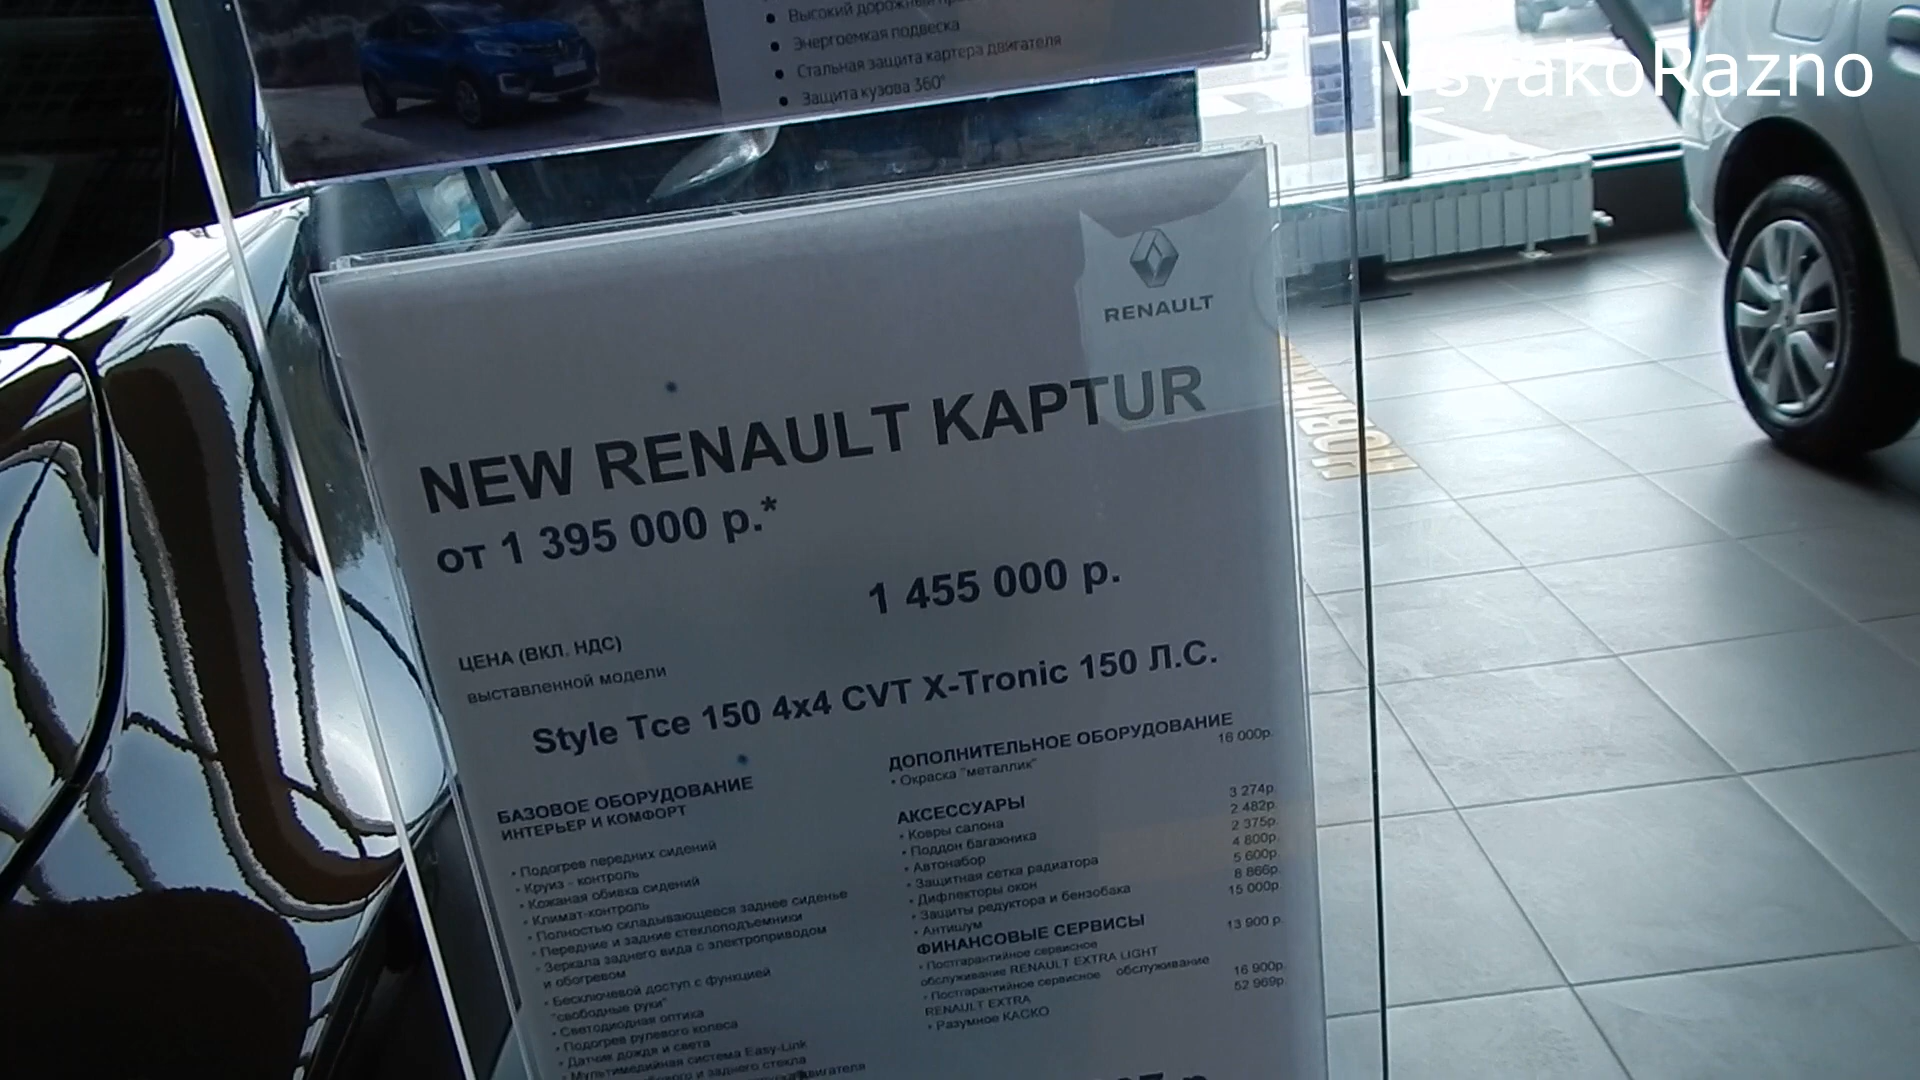 Высокий дорожный
Энергоемкая подвеска
Стальная защита картера двигателя
Защита кузова 360°
VsyakoRazno
RENAULT
NEW RENAULT KAPTUR
от 1 395 000 р.*
1 455 000 р.
ЦЕНА (ВКЛ. НДС)
выставленной модели
Style Tce 150 4x4 CVT X-Tronic 150 Л.С.
БАЗОВОЕ ОБОРУДОВАНИЕ
ИНТЕРЬЕР И КОМФОРТ
• Подогрев передних сидений
• Круиз - контроль
• Кожаная обивка сидений
• Климат-контроль
• Полностью складывающееся заднее сиденье
• Передние и задние стеклоподъемники
• Зеркала заднего вида с электроприводом
и обогревом
• Бесключевой доступ с функцией
"свободные руки"
• Светодиодная оптика
• Подогрев рулевого колеса
• Датчик дождя и света
• Мультимедийная система Easy-Link
и заднего стекла
двигателя
ДОПОЛНИТЕЛЬНОЕ ОБОРУДОВАНИЕ
• Окраска "металлик" 16 000р.
АКСЕССУАРЫ
• Ковры салона 3 274р.
• Поддон багажника 2 482р.
• Автонабор 2 375р.
• Защитная сетка радиатора 4 800р.
• Дифлекторы окон 5 600р.
• Защиты редуктора и бензобака 8 866р.
• Антишум 15 000р.
ФИНАНСОВЫЕ СЕРВИСЫ
• Постгарантийное сервисное 13 900 р.
обслуживание RENAULT EXTRA LIGHT
• Постгарантийное сервисное обслуживание 16 900р.
RENAULT EXTRA
• Разумное КАСКО 52 969р.
НОВИН